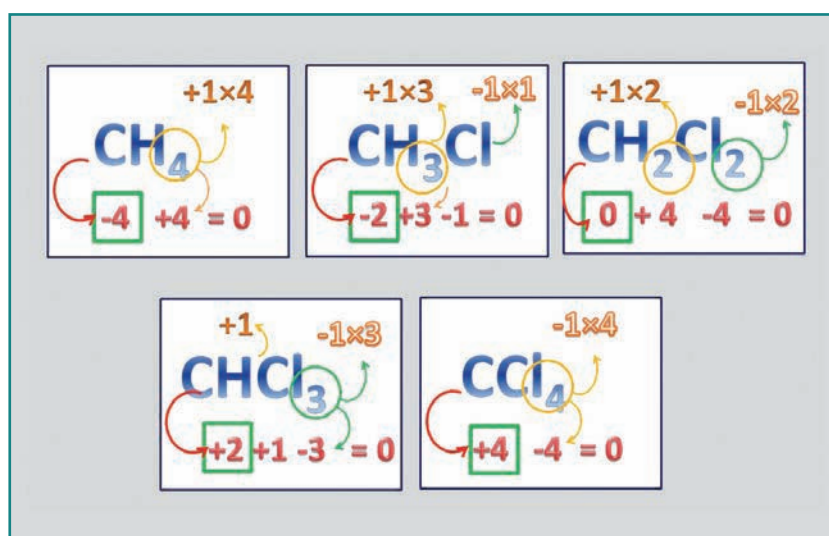 +1×4
CH4
-4 +4 = 0
+1×3 -1×1
CH3Cl
-2 +3 -1 = 0
+1×2 -1×2
CH2Cl2
0 + 4 -4 = 0
+1 -1×3
CHCl3
+2 +1 -3 = 0
-1×4
CCl4
+4 -4 = 0